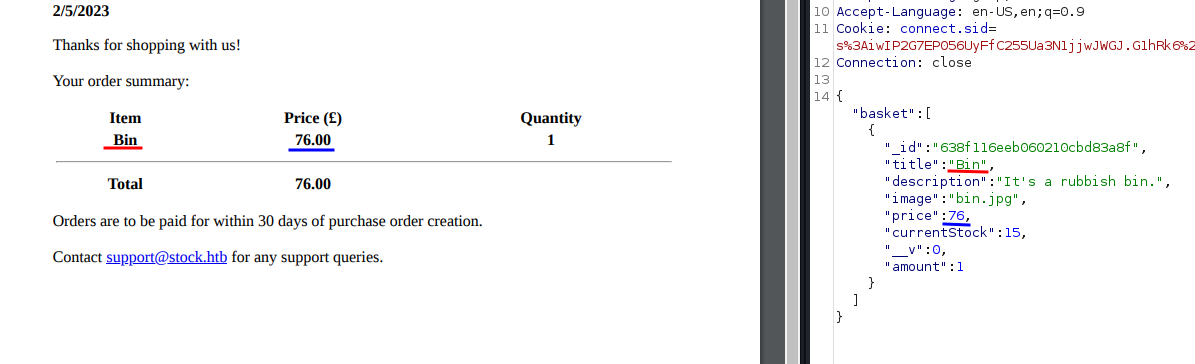 2/5/2023
Thanks for shopping with us!
Your order summary:
Item Price (£) Quantity
Bin 76.00 1
Total 76.00
Orders are to be paid for within 30 days of purchase order creation.
Contact support@stock.htb for any support queries.
10 Accept-Language: en-US,en;q=0.9
11 Cookie: connect.sid=
s%3AiwIP2G7EP056UyFfC255Ua3N1jjwJWGJ.GlhRk6%2
12 Connection: close
13
14 {
"basket":[
{
"_id":"638f116eeb060210cbd83a8f",
"title":"Bin",
"description":"It's a rubbish bin.",
"image":"bin.jpg",
"price":76,
"currentStock":15,
"__v":0,
"amount":1
}
]
}